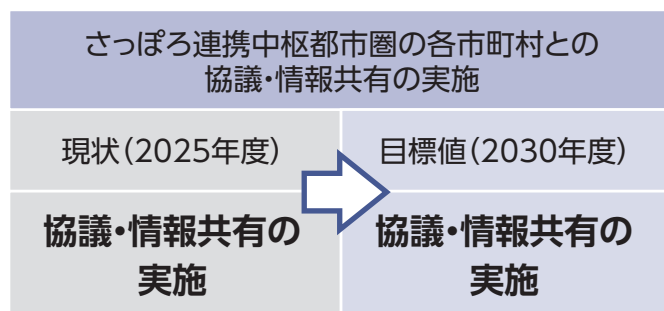 さっぽろ連携中枢都市圏の各市町村との
協議・情報共有の実施
現状(2025年度)
目標値(2030年度)
協議・情報共有の
実施
協議・情報共有の
実施